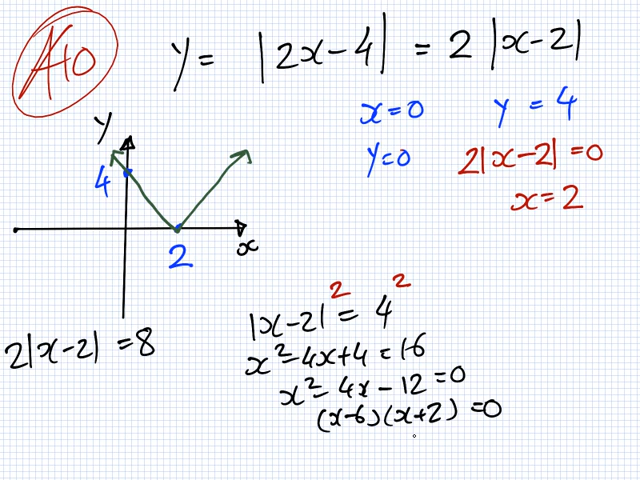 A10
y = |2x-4| = 2|x-2|
x=0 y = 4
y=0 2|x-2|=0
x=2
y
4
x
2
2|x-2| = 8
|x-2|² = 4²
x²-4x+4=16
x²-4x-12=0
(x-6)(x+2)=0